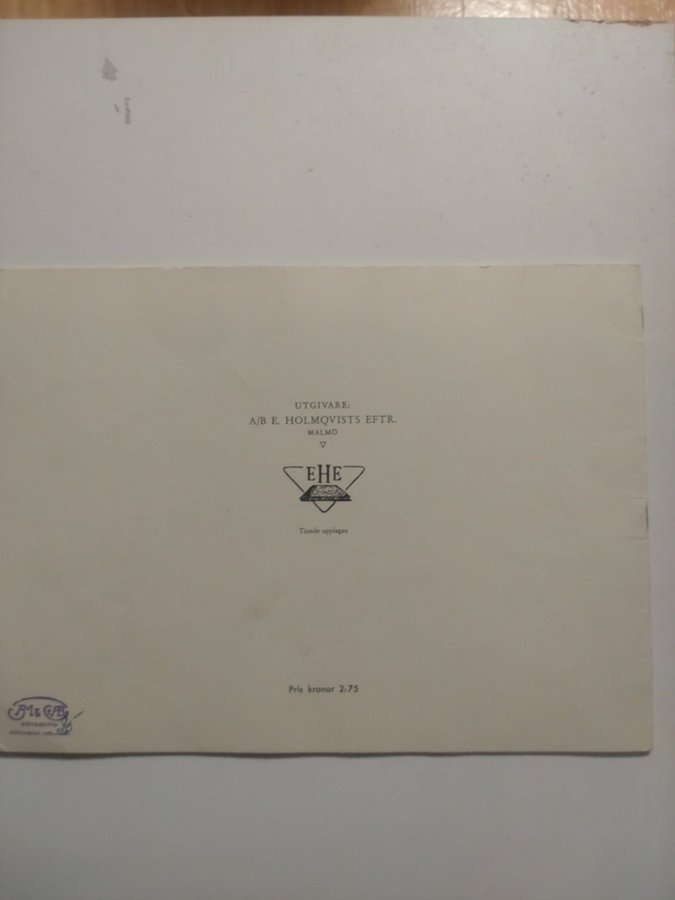 UTGIVARE:
A/B E. HOLMQVISTS EFTR.
MALMÖ
EHE
Tionde upplagan
Pris kronor 2:75